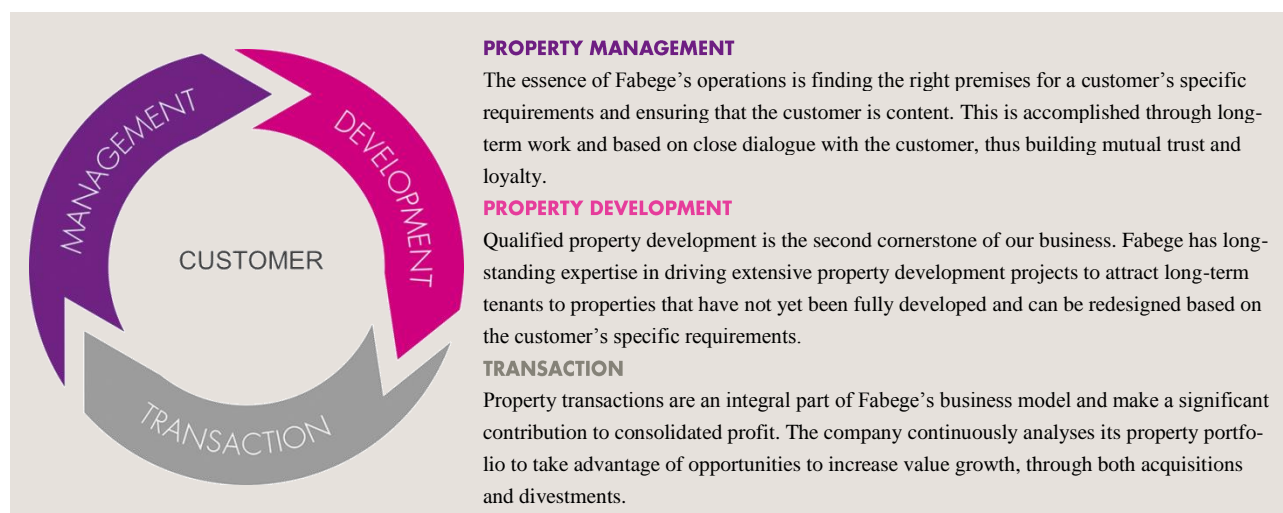 MANAGEMENT
DEVELOPMENT
CUSTOMER
TRANSACTION
PROPERTY MANAGEMENT
The essence of Fabege's operations is finding the right premises for a customer's specific
requirements and ensuring that the customer is content. This is accomplished through long-
term work and based on close dialogue with the customer, thus building mutual trust and
loyalty.
PROPERTY DEVELOPMENT
Qualified property development is the second cornerstone of our business. Fabege has long-
standing expertise in driving extensive property development projects to attract long-term
tenants to properties that have not yet been fully developed and can be redesigned based on
the customer's specific requirements.
TRANSACTION
Property transactions are an integral part of Fabege's business model and make a significant
contribution to consolidated profit. The company continuously analyses its property portfo-
lio to take advantage of opportunities to increase value growth, through both acquisitions
and divestments.